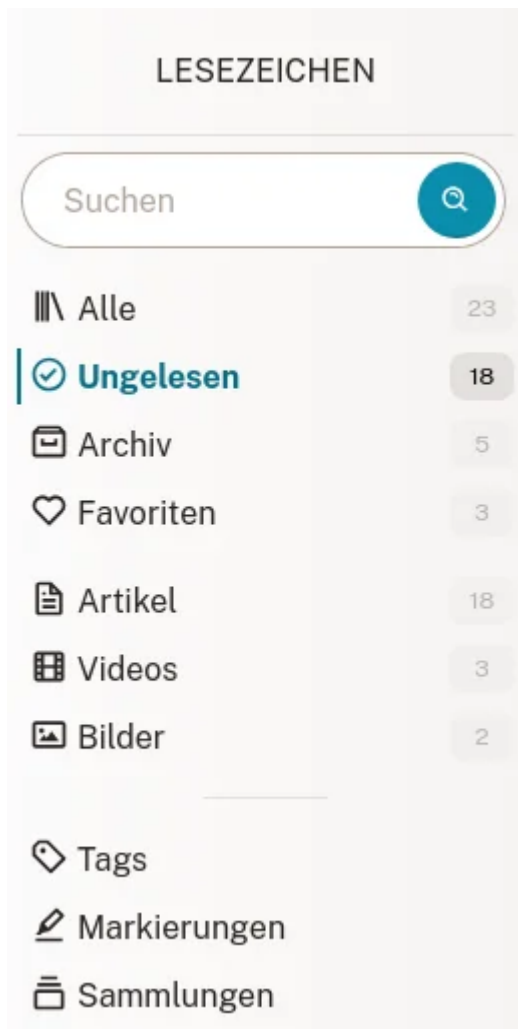 LESEZEICHEN
Suchen
Alle 23
Ungelesen 18
Archiv 5
Favoriten 3
Artikel 18
Videos 3
Bilder 2
Tags
Markierungen
Sammlungen